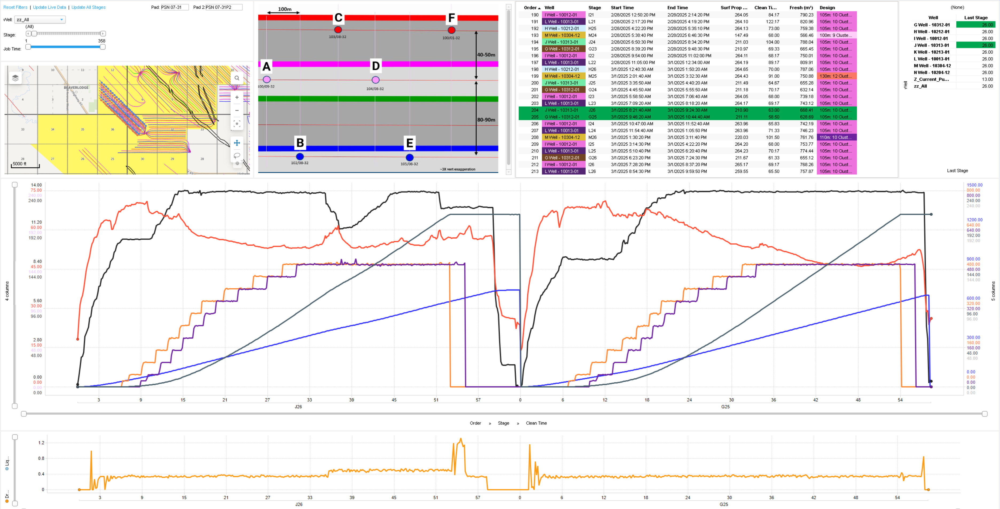 Reset Filters | Update Live Data | Update All Stages
Pad: PSN 07-31 Pad 2: PSN 07-31P2
Well: zz_All
(All)
Stage:
1 358
Job Time:
BEAVERLODGE
Highway 43
5000 ft
9 10 11 12 7 8 9 10
4 3 2 6 5
33 34 35 36 32
28 27 26 25 30 29 28
100m
C F
103/08-32 100/01-32
40-50m
A D
100/09-32 104/08-32
80-90m
B E
102/08-32 105/08-32
~3X vert exaggeration
Order Well Stage Start Time End Time Surf Prop ... Clean Ti... Fresh (m³) Design
190 I Well - 10012-01 I21 2/28/2025 12:50:20 PM 2/28/2025 2:14:20 PM 264.05 84.17 790.23 105m: 10 Clust...
191 L Well - 10013-01 L21 2/28/2025 2:17:20 PM 2/28/2025 4:19:20 PM 264.10 122.17 820.96 105m: 10 Clust...
192 H Well - 10212-01 H25 2/28/2025 4:22:20 PM 2/28/2025 5:35:10 PM 264.13 73.00 759.38 105m: 10 Clust...
193 M Well - 10304-12 M24 2/28/2025 5:38:40 PM 2/28/2025 6:46:30 PM 147.49 68.00 566.46 100m: 9 Cluste...
194 J Well - 10313-01 J24 2/28/2025 6:50:30 PM 2/28/2025 8:34:20 PM 211.03 104.00 788.04 105m: 10 Clust...
195 G Well - 10312-01 G23 2/28/2025 8:39:20 PM 2/28/2025 9:48:30 PM 210.97 69.33 665.45 105m: 10 Clust...
196 I Well - 10012-01 I22 2/28/2025 9:54:00 PM 2/28/2025 11:02:00 PM 264.11 68.17 750.01 105m: 10 Clust...
197 L Well - 10013-01 L22 2/28/2025 11:05:00 PM 3/1/2025 12:34:00 AM 264.19 89.17 809.91 105m: 10 Clust...
198 H Well - 10212-01 H26 3/1/2025 12:40:30 AM 3/1/2025 1:50:20 AM 264.65 70.00 787.06 105m: 10 Clust...
199 M Well - 10304-12 M25 3/1/2025 2:01:40 AM 3/1/2025 3:32:30 AM 264.43 91.00 750.88 130m: 12 Clust...
200 J Well - 10313-01 J25 3/1/2025 3:35:50 AM 3/1/2025 4:40:20 AM 211.49 64.67 655.28 105m: 10 Clust...
201 G Well - 10312-01 G24 3/1/2025 4:45:50 AM 3/1/2025 5:55:50 AM 211.18 70.17 632.14 105m: 10 Clust...
202 I Well - 10012-01 I23 3/1/2025 5:58:50 AM 3/1/2025 7:06:40 AM 264.05 68.00 739.18 105m: 10 Clust...
203 L Well - 10013-01 L23 3/1/2025 7:09:20 AM 3/1/2025 8:18:20 AM 264.17 69.17 743.12 105m: 10 Clust...
204 J Well - 10313-01 J26 3/1/2025 8:21:40 AM 3/1/2025 9:24:30 AM 210.90 63.00 668.41 105m: 10 Clust...
205 G Well - 10312-01 G25 3/1/2025 9:46:20 AM 3/1/2025 10:44:40 AM 211.11 58.50 628.69 105m: 10 Clust...
206 I Well - 10012-01 I24 3/1/2025 10:47:00 AM 3/1/2025 11:52:40 AM 263.96 65.83 742.19 105m: 10 Clust...
207 L Well - 10013-01 L24 3/1/2025 11:54:40 AM 3/1/2025 1:05:50 PM 263.96 71.33 746.23 105m: 10 Clust...
208 M Well - 10304-12 M26 3/1/2025 1:30:20 PM 3/1/2025 3:11:40 PM 220.03 101.50 761.76 110m: 10 Clust...
209 I Well - 10012-01 I25 3/1/2025 3:14:30 PM 3/1/2025 4:22:20 PM 264.20 68.00 753.77 105m: 10 Clust...
210 L Well - 10013-01 L25 3/1/2025 5:10:40 PM 3/1/2025 6:20:40 PM 264.23 70.17 774.44 105m: 10 Clust...
211 G Well - 10312-01 G26 3/1/2025 6:23:20 PM 3/1/2025 7:24:30 PM 211.67 61.33 655.12 105m: 10 Clust...
212 I Well - 10012-01 I26 3/1/2025 7:28:20 PM 3/1/2025 8:37:20 PM 265.17 69.17 768.26 105m: 10 Clust...
213 L Well - 10013-01 L26 3/1/2025 8:54:30 PM 3/1/2025 9:59:50 PM 259.55 65.50 757.87 105m: 10 Clust...
(None)
Well Last Stage
G Well - 10312-01 26.00
H Well - 10212-01 26.00
I Well - 10012-01 26.00
J Well - 10313-01 26.00
K Well - 10213-01 26.00
L Well - 10013-01 26.00
M Well - 10304-12 26.00
N Well - 10204-12 26.00
Z_Current_Pu... 13.00
zz_All 26.00
Well
Last Stage
14.00
75.00
240.00
240.00
11.20
60.00
192.00
192.00
8.40
45.00
144.00
144.00
5.60
30.00
96.00
96.00
2.80
15.00
48.00
48.00
0.00
0.00
0.00
0.00
4 columns
1500.00
800.00
800.00
240.00
240.00
1200.00
640.00
640.00
192.00
192.00
900.00
480.00
480.00
144.00
144.00
600.00
320.00
320.00
96.00
96.00
300.00
160.00
160.00
48.00
48.00
0.00
0.00
0.00
0.00
0.00
5 columns
3 9 15 21 27 33 39 45 51 57 0 6 12 18 24 30 36 42 48 54
J26 G25
Order » Stage » Clean Time
1.2
0.8
0.4
0
Liq...
Dr...
3 9 15 21 27 33 39 45 51 57 0 6 12 18 24 30 36 42 48 54
J26 G25